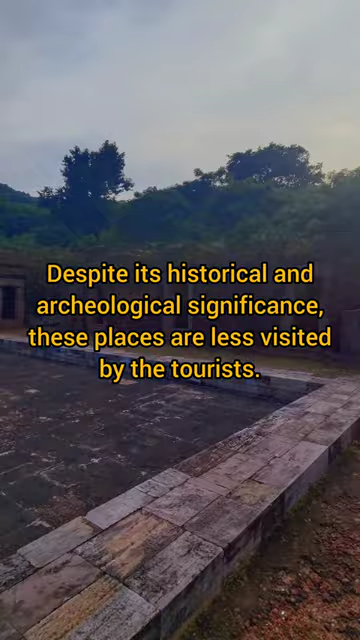 Despite its historical and
archeological significance,
these places are less visited
by the tourists.